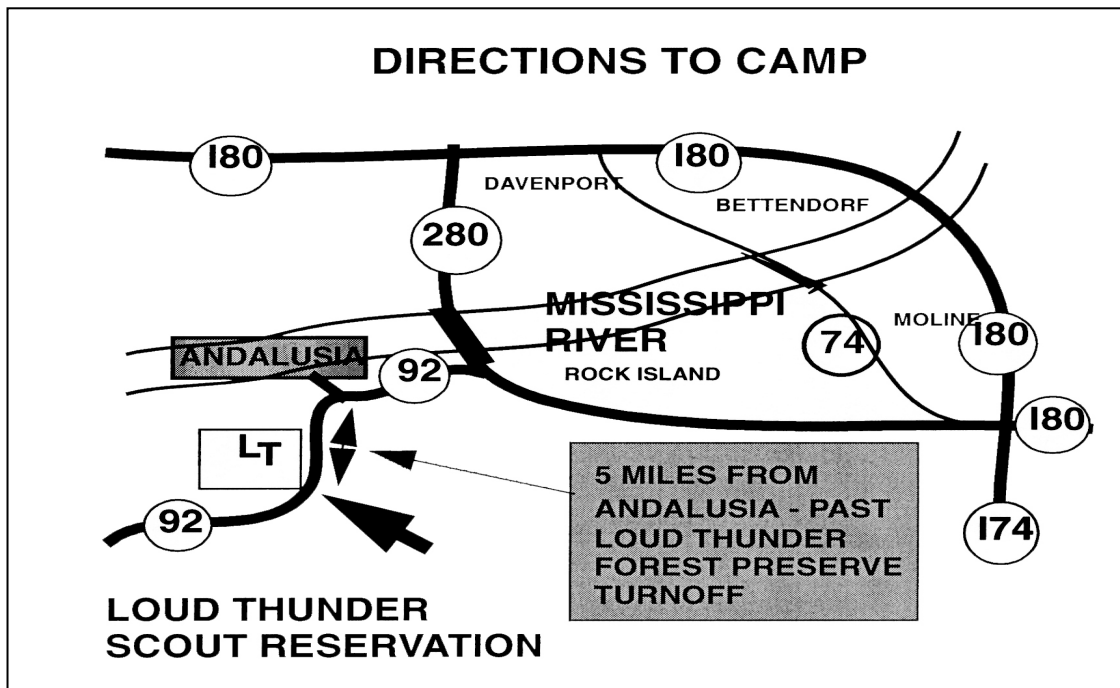 DIRECTIONS TO CAMP
I80
I80
DAVENPORT
BETTENDORF
280
MISSISSIPPI
RIVER
MOLINE
I80
74
ANDALUSIA
92
ROCK ISLAND
I80
LT
5 MILES FROM
ANDALUSIA - PAST
LOUD THUNDER
FOREST PRESERVE
TURNOFF
92
I74
LOUD THUNDER
SCOUT RESERVATION